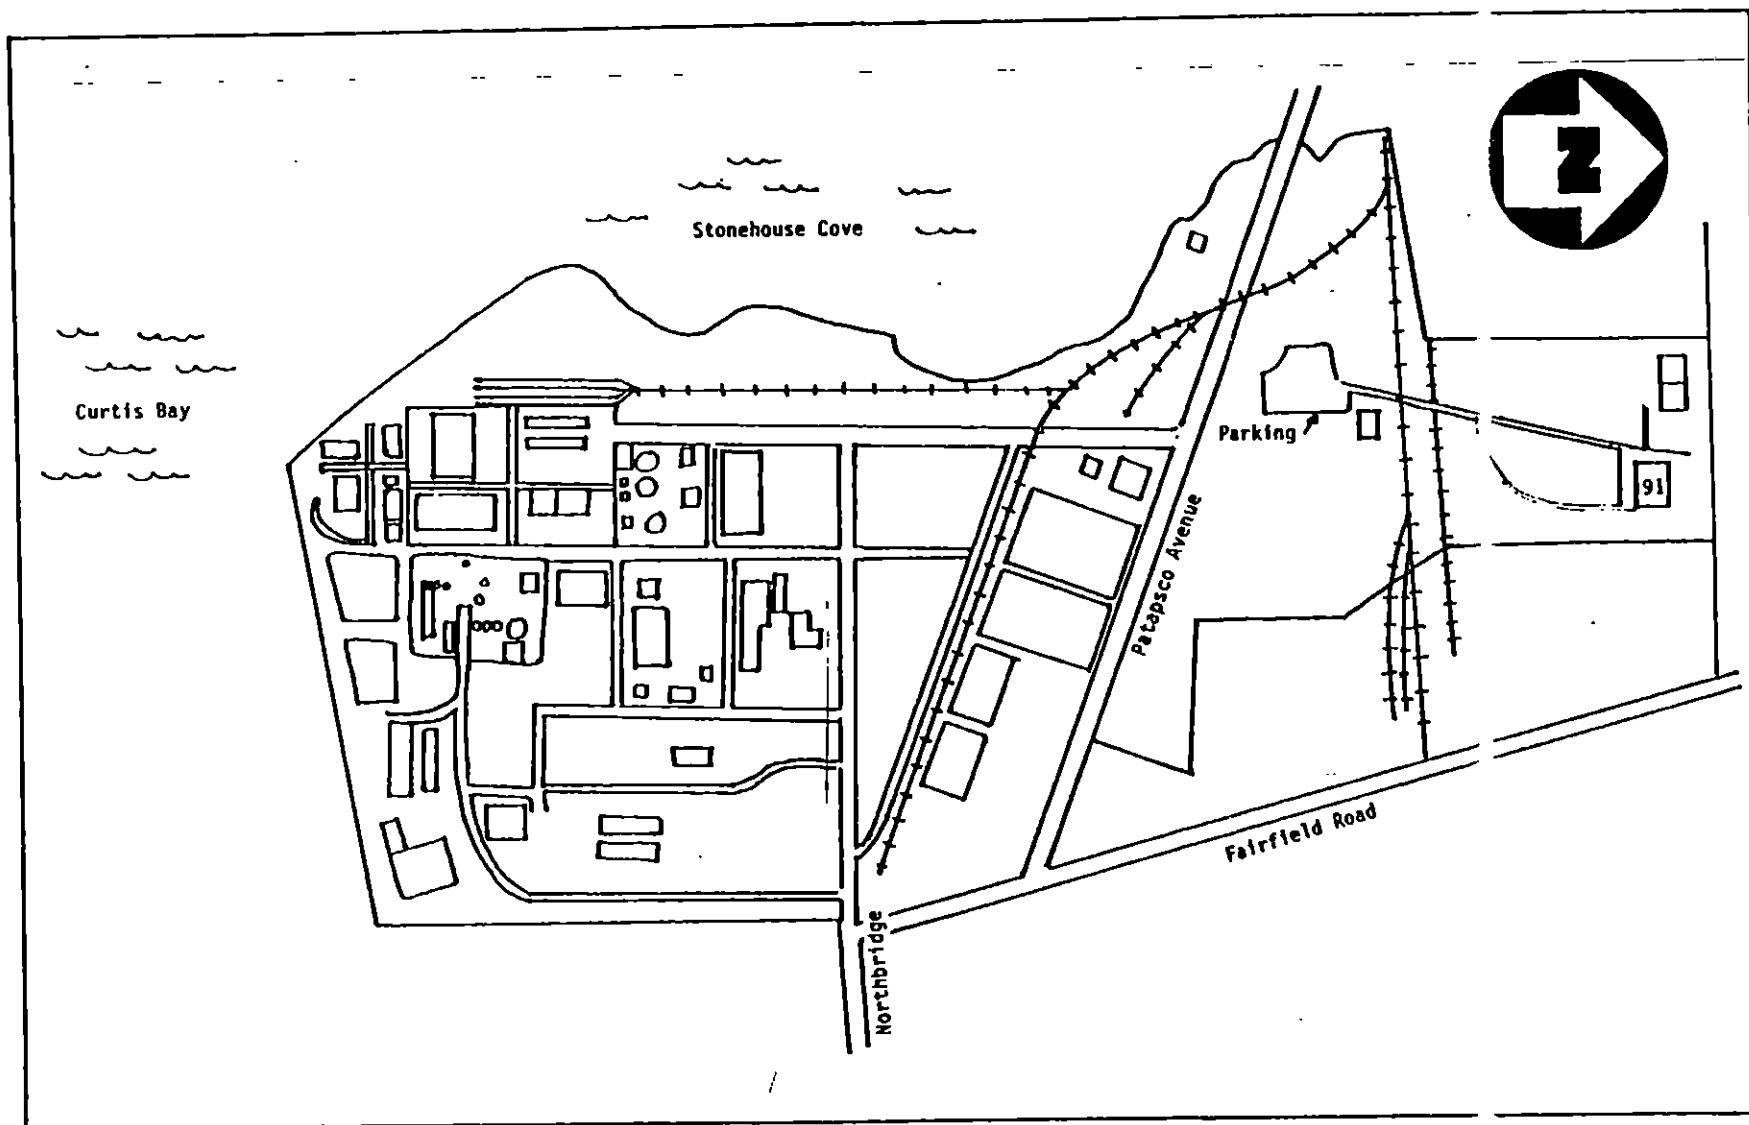 N
Stonehouse Cove
Curtis Bay
Parking
91
Patapsco Avenue
Fairfield Road
Northbridge